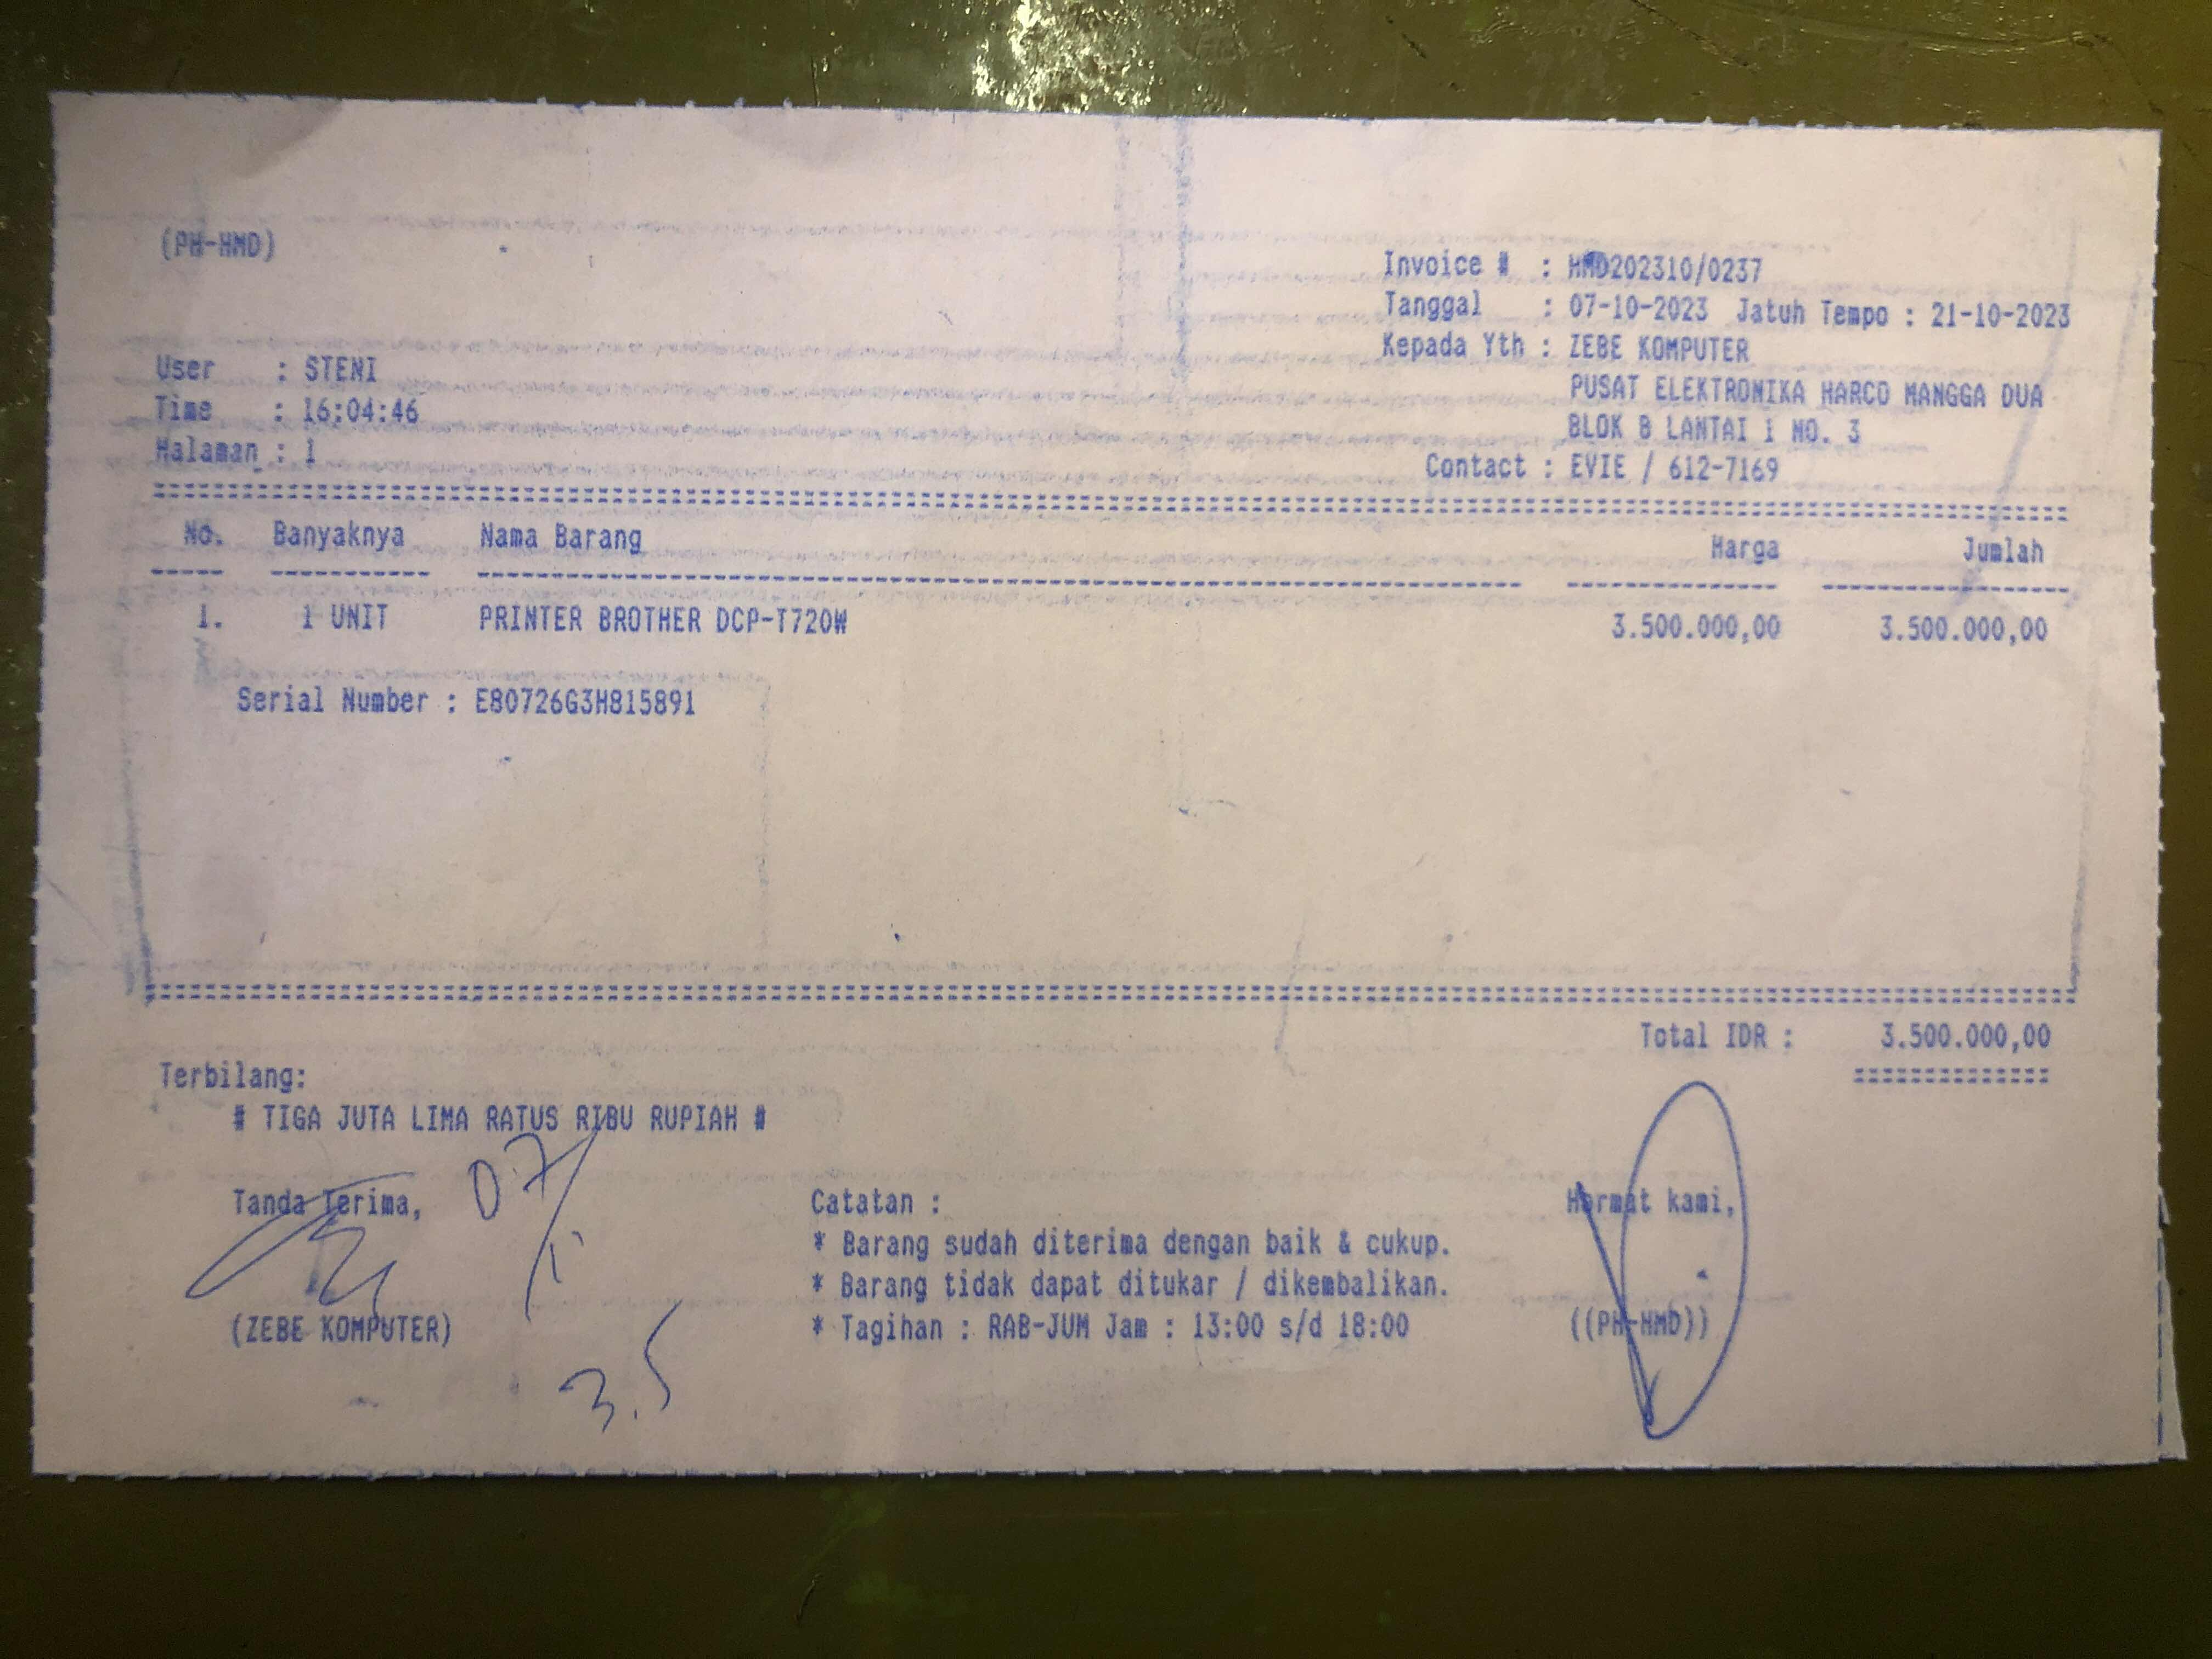 (PH-HMD)
Invoice # : HMD202310/0237
Tanggal : 07-10-2023 Jatuh Tempo : 21-10-2023
Kepada Yth : ZEBE KOMPUTER
PUSAT ELEKTRONIKA HARCO MANGGA DUA
BLOK B LANTAI 1 NO. 3
Contact : EVIE / 612-7169
User : STENI
Time : 16:04:46
Halaman : 1
No. Banyaknya Nama Barang Harga Jumlah
1. 1 UNIT PRINTER BROTHER DCP-T720W 3.500.000,00 3.500.000,00
Serial Number : E80726G3H815891
Total IDR : 3.500.000,00
Terbilang:
# TIGA JUTA LIMA RATUS RIBU RUPIAH #
Tanda Terima,
07/
(ZEBE KOMPUTER)
3.5
Catatan :
* Barang sudah diterima dengan baik & cukup.
* Barang tidak dapat ditukar / dikembalikan.
* Tagihan : RAB-JUM Jam : 13:00 s/d 18:00
Hormat kami,
((PH-HMD))